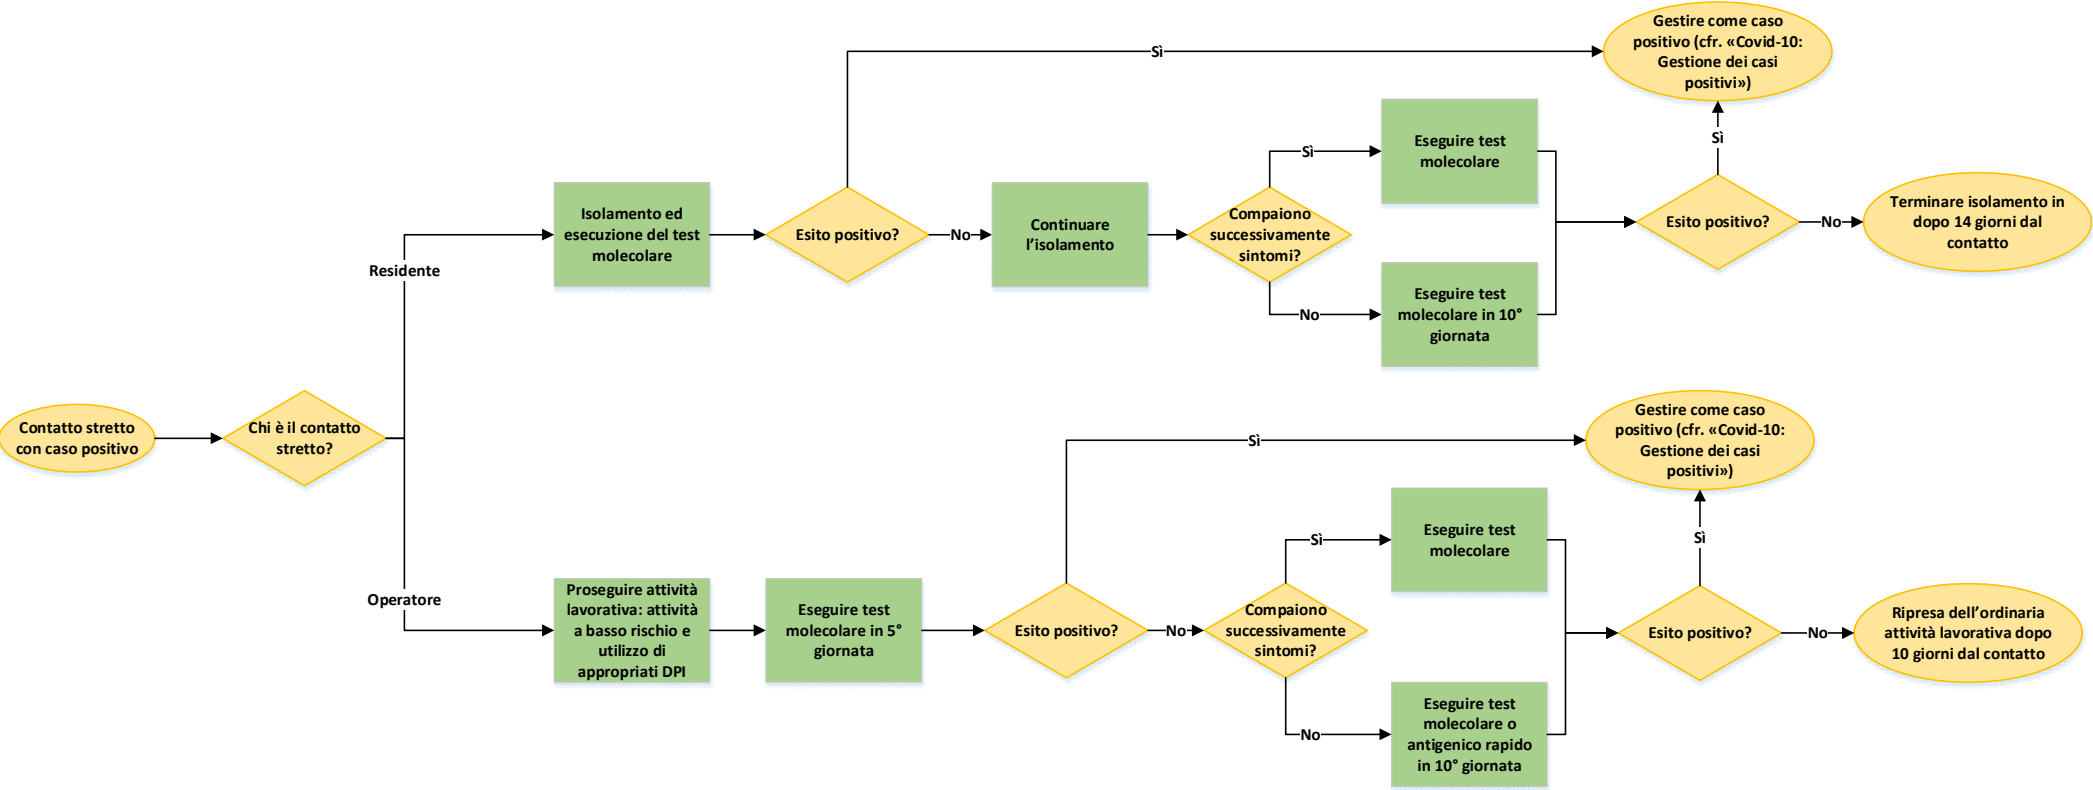 Contatto stretto
con caso positivo
Chi è il contatto
stretto?
Residente
Isolamento ed
esecuzione del test
molecolare
Esito positivo?
Sì
No
Continuare
l'isolamento
Compaiono
successivamente
sintomi?
Sì
Eseguire test
molecolare
No
Eseguire test
molecolare in 10°
giornata
Esito positivo?
Sì
Gestire come caso
positivo (cfr. «Covid-10:
Gestione dei casi
positivi»)
No
Terminare isolamento in
dopo 14 giorni dal
contatto
Operatore
Proseguire attività
lavorativa: attività
a basso rischio e
utilizzo di
appropriati DPI
Eseguire test
molecolare in 5°
giornata
Esito positivo?
Sì
No
Compaiono
successivamente
sintomi?
Sì
Eseguire test
molecolare
No
Eseguire test
molecolare o
antigenico rapido
in 10° giornata
Esito positivo?
Sì
Gestire come caso
positivo (cfr. «Covid-10:
Gestione dei casi
positivi»)
No
Ripresa dell'ordinaria
attività lavorativa dopo
10 giorni dal contatto